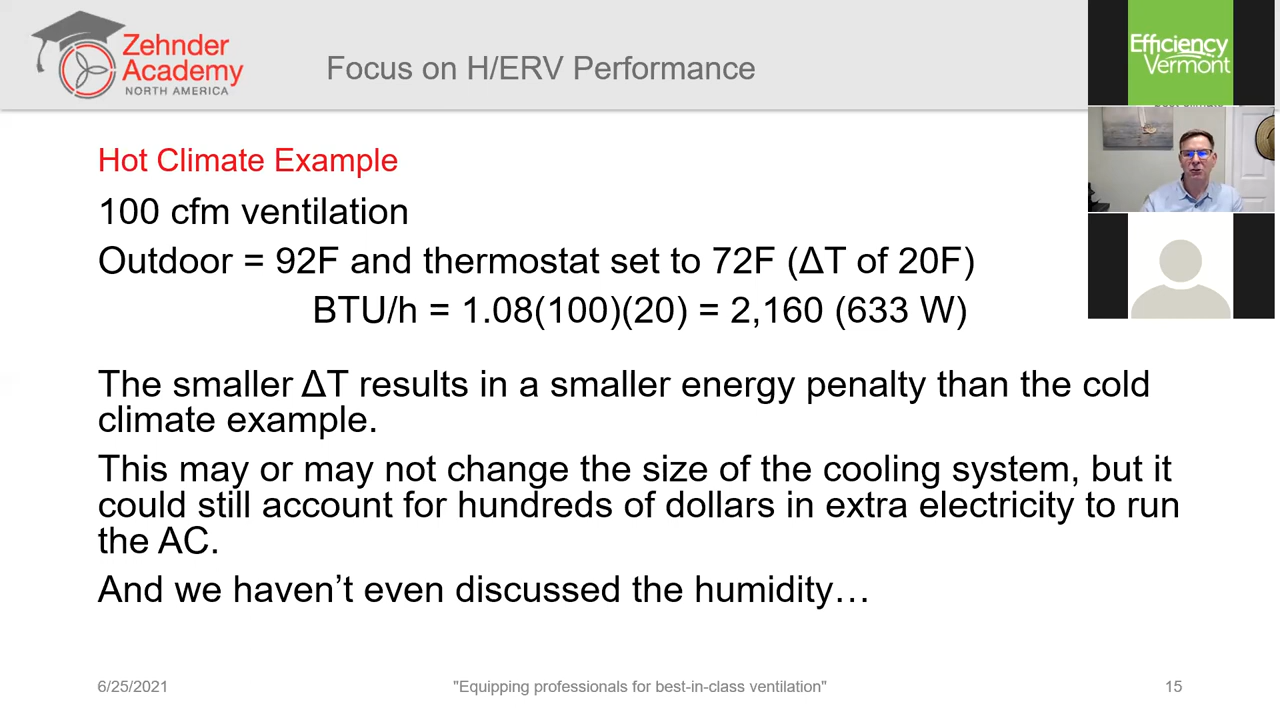 Zehnder
Academy
NORTH AMERICA
Focus on H/ERV Performance
Efficiency
Vermont
Hot Climate Example
100 cfm ventilation
Outdoor = 92F and thermostat set to 72F (ΔT of 20F)
BTU/h = 1.08(100)(20) = 2,160 (633 W)
The smaller ΔT results in a smaller energy penalty than the cold
climate example.
This may or may not change the size of the cooling system, but it
could still account for hundreds of dollars in extra electricity to run
the AC.
And we haven’t even discussed the humidity…
6/25/2021
"Equipping professionals for best-in-class ventilation"
15